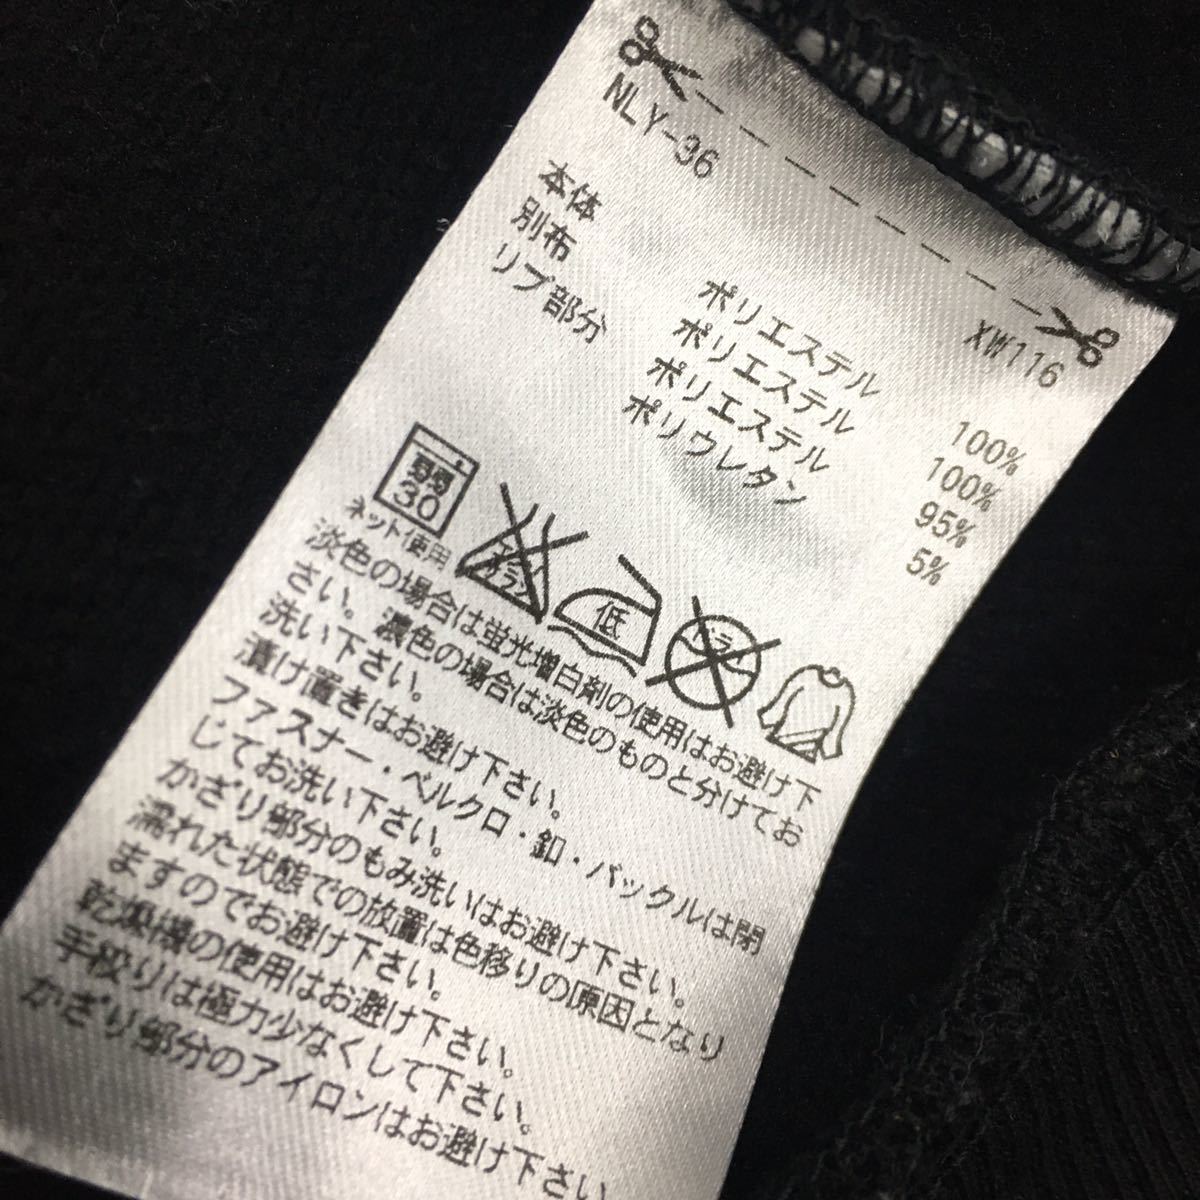 NLY-36 XW116
本体 ポリエステル 100%
別布 ポリエステル 100%
リブ部分 ポリエステル 95%
ポリウレタン 5%
弱
30
ネット使用
エンソ
サラシ
低
ドライ
淡色の場合は蛍光増白剤の使用はお避け下
さい。濃色の場合は淡色のものと分けてお
洗い下さい。
漬け置きはお避け下さい。
ファスナー・ベルクロ・釦・バックルは閉
じてお洗い下さい。
かざり部分のもみ洗いはお避け下さい。
濡れた状態での放置は色移りの原因となり
ますのでお避け下さい。
乾燥機の使用はお避け下さい。
手絞りは極力少なくして下さい。
かざり部分のアイロンはお避け下さい